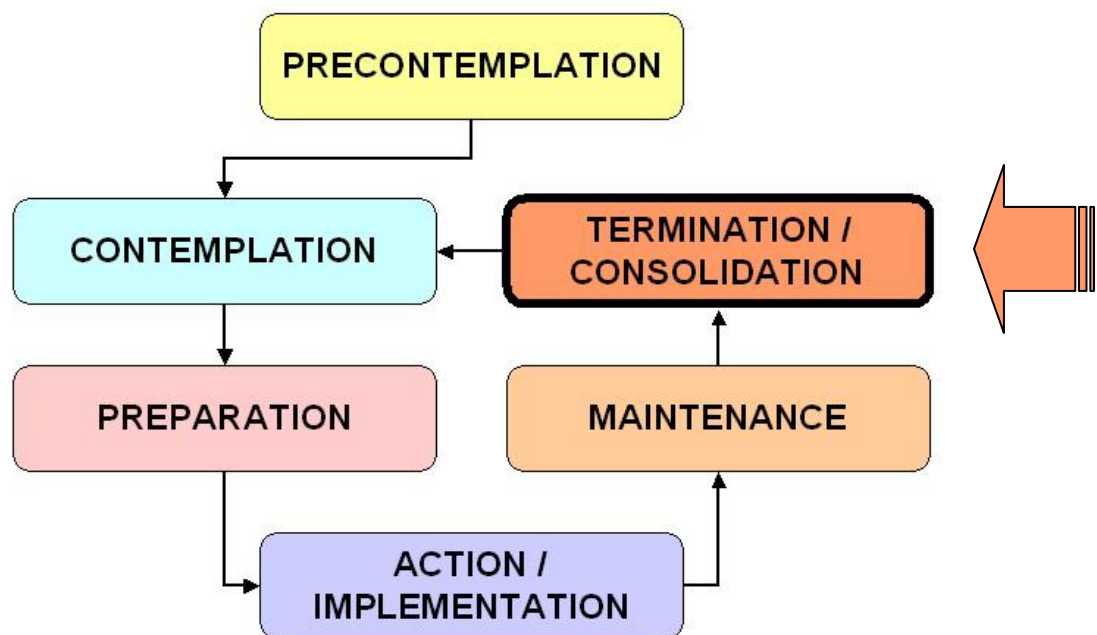 PRECONTEMPLATION
CONTEMPLATION
TERMINATION /
CONSOLIDATION
PREPARATION
MAINTENANCE
ACTION /
IMPLEMENTATION